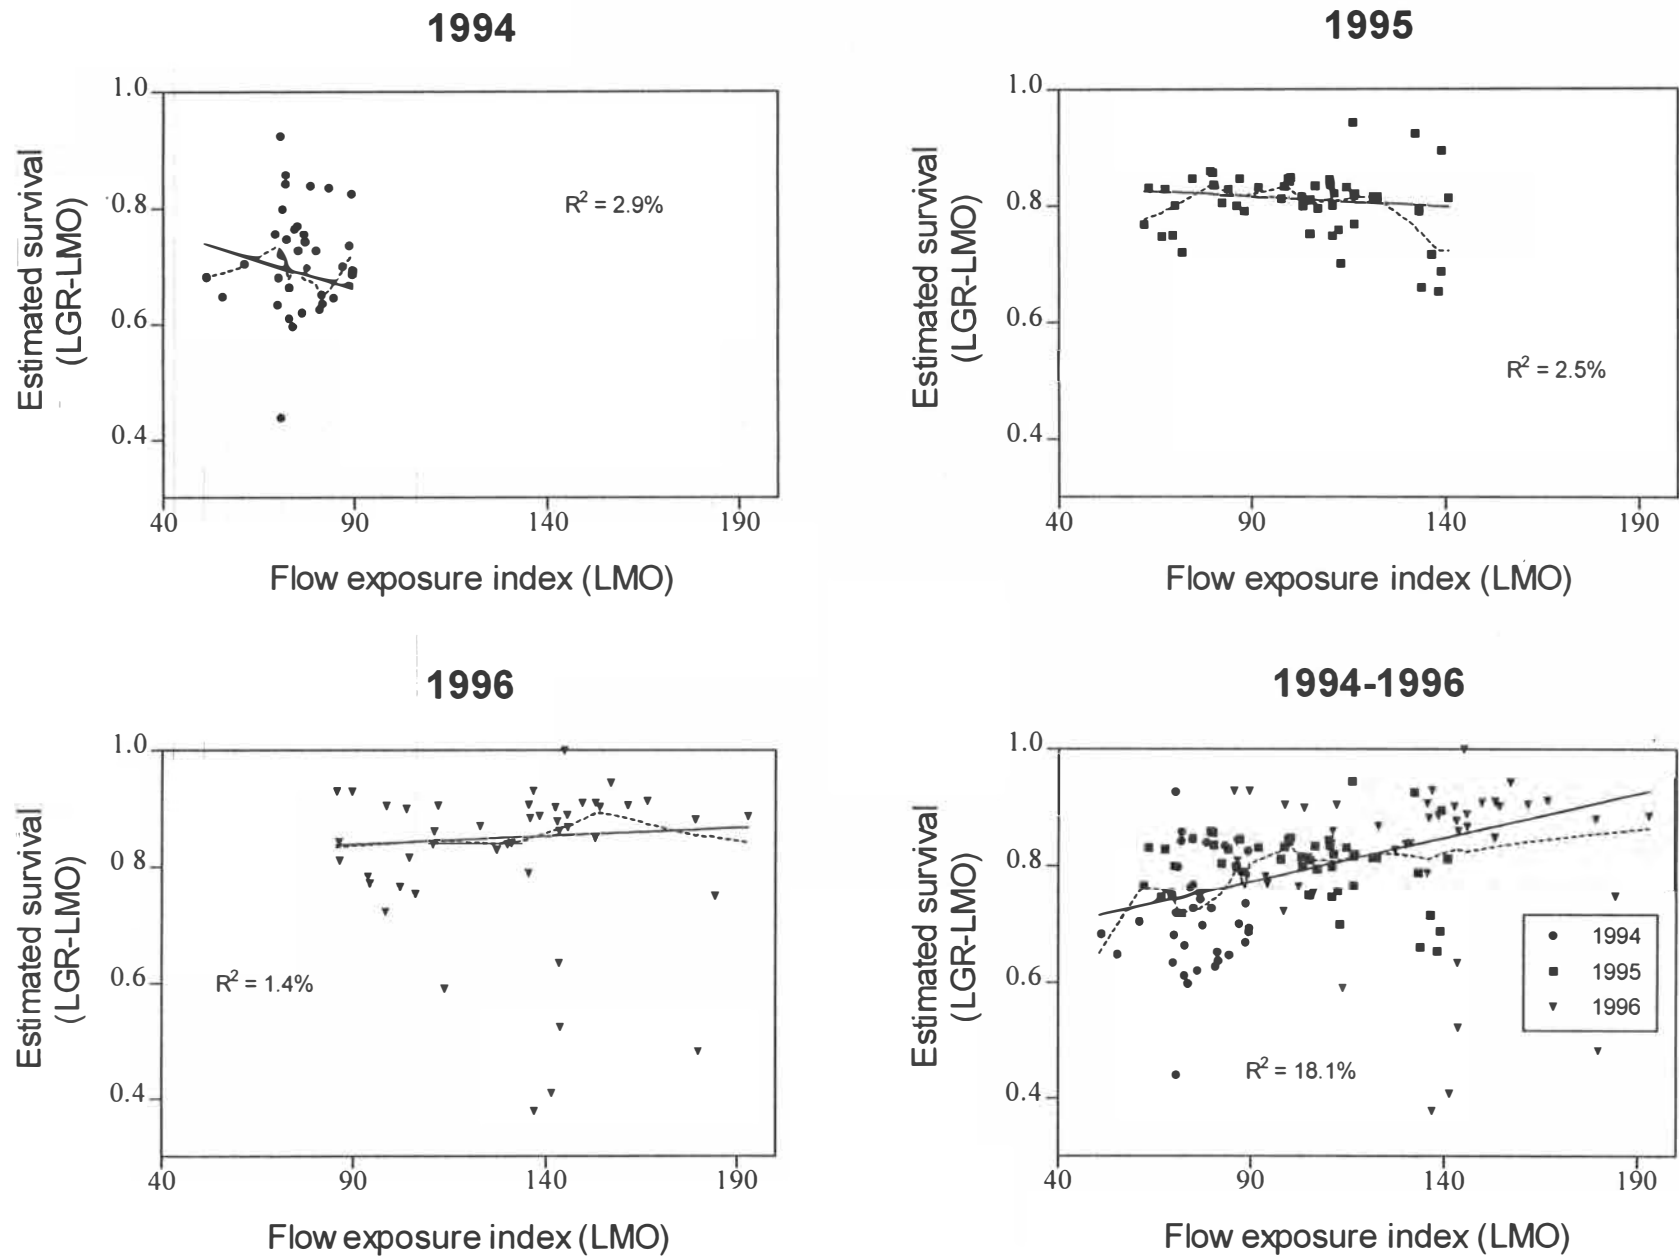 1994
1.0
0.8
0.6
0.4
Estimated survival
(LGR-LMO)
R² = 2.9%
40 90 140 190
Flow exposure index (LMO)
1995
1.0
0.8
0.6
0.4
Estimated survival
(LGR-LMO)
R² = 2.5%
40 90 140 190
Flow exposure index (LMO)
1996
1.0
0.8
0.6
0.4
Estimated survival
(LGR-LMO)
R² = 1.4%
40 90 140 190
Flow exposure index (LMO)
1994-1996
1.0
0.8
0.6
0.4
Estimated survival
(LGR-LMO)
1994
1995
1996
R² = 18.1%
40 90 140 190
Flow exposure index (LMO)